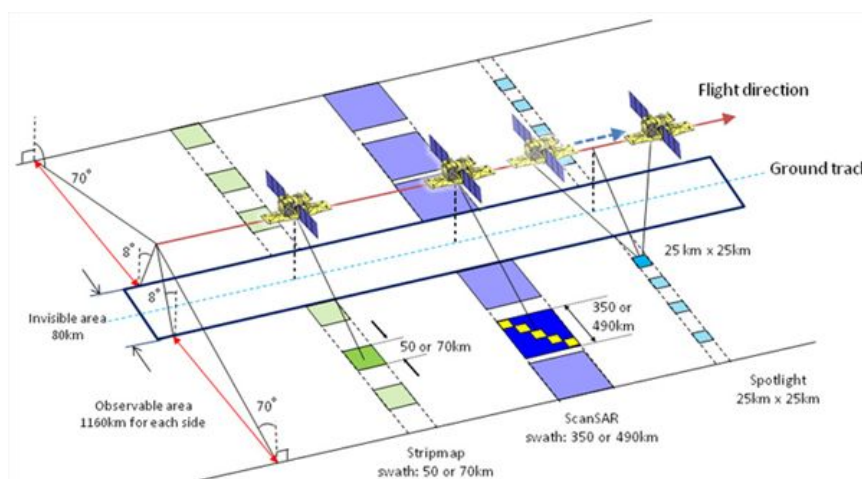 Flight direction
Ground track
70°
8°
8°
25 km x 25km
Invisible area
80km
350 or
490km
50 or 70km
Observable area
1160km for each side
70°
Spotlight
25km x 25km
ScanSAR
swath: 350 or 490km
Stripmap
swath: 50 or 70km